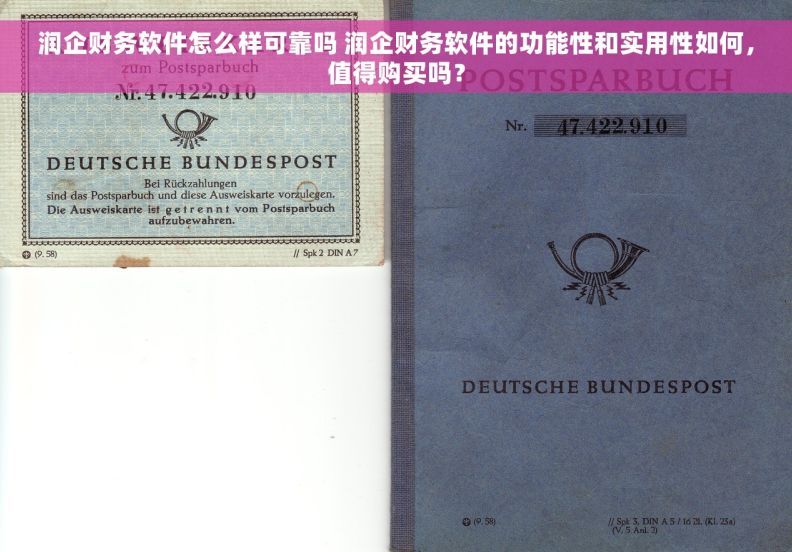 润企财务软件怎么样可靠吗 润企财务软件的功能性和实用性如何，
值得购买吗？
zum Postsparbuch
Nr. 47.422.910
DEUTSCHE BUNDESPOST
Bei Rückzahlungen
sind das Postsparbuch und diese Ausweiskarte vorzulegen.
Die Ausweiskarte ist getrennt vom Postsparbuch
aufzubewahren.
(9. 58)
// Spk 2 DIN A 7
POSTSPARBUCH
Nr. 47.422.910
DEUTSCHE BUNDESPOST
(9. 58)
// Spk 3, DIN A 5 / 16 Bl. (Kl. 23a)
(V. 5 Anl. 2)